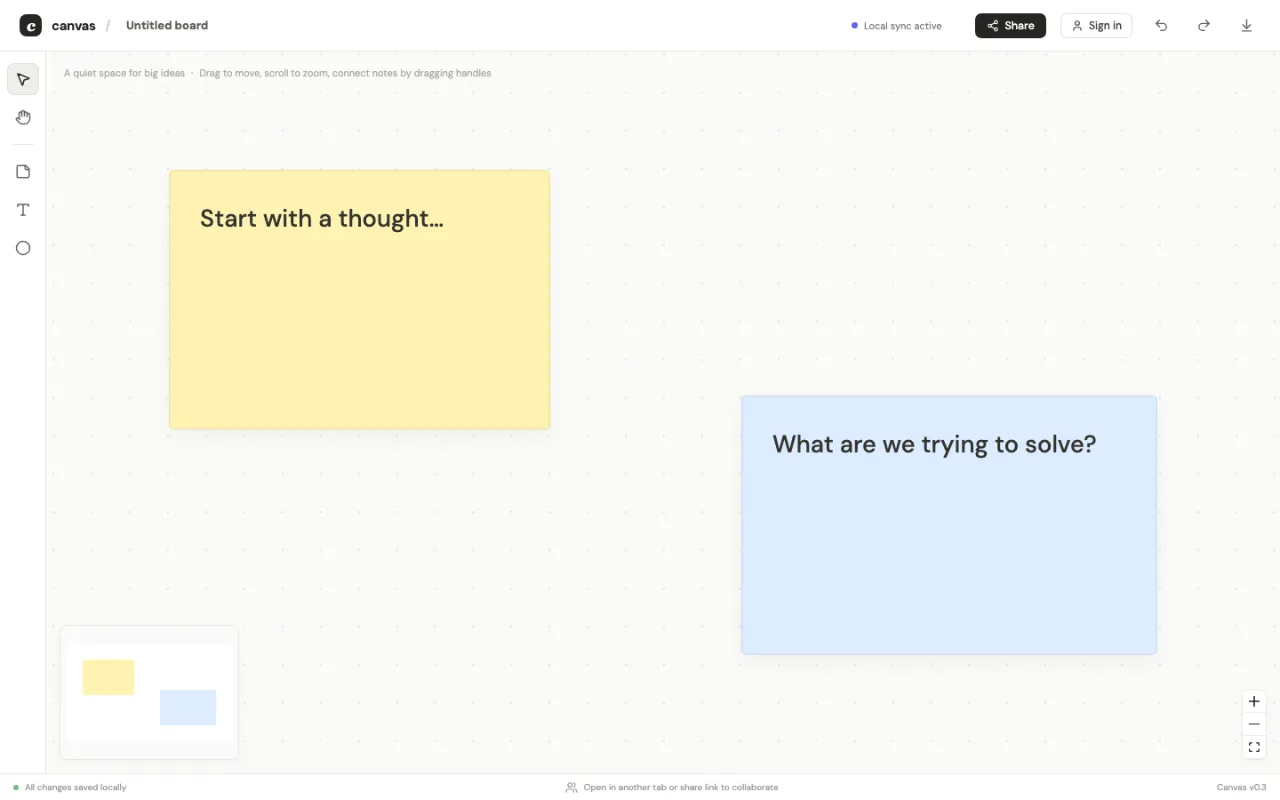 c canvas / Untitled board
Local sync active
Share
Sign in
A quiet space for big ideas · Drag to move, scroll to zoom, connect notes by dragging handles
T
Start with a thought...
What are we trying to solve?
All changes saved locally
Open in another tab or share link to collaborate
Canvas v0.3